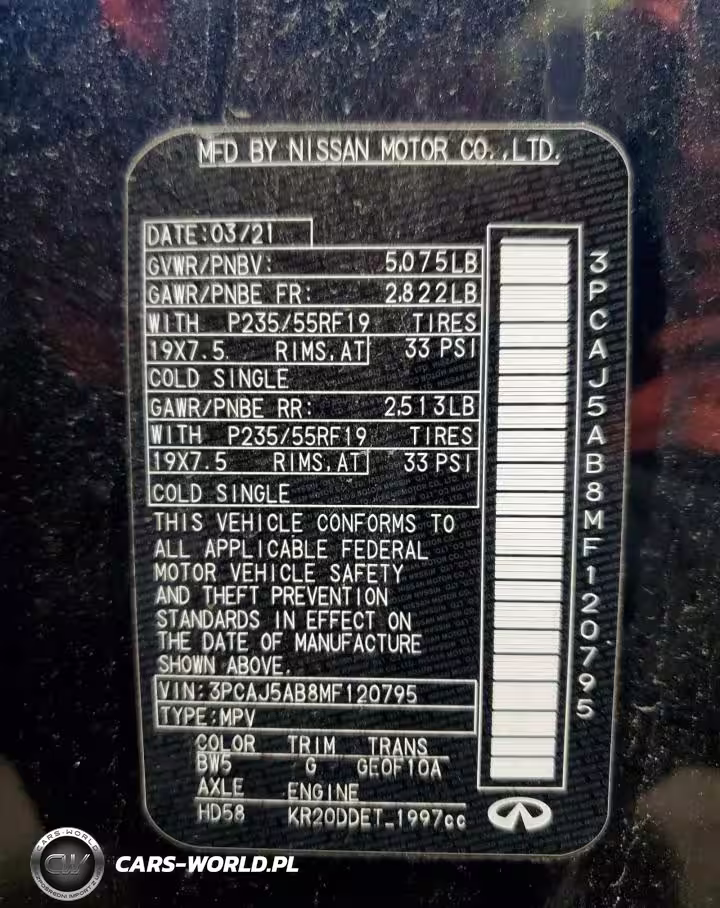 MFD BY NISSAN MOTOR CO.,LTD.
DATE:03/21
GVWR/PNBV: 5,075LB
GAWR/PNBE FR: 2,822LB
WITH P235/55RF19 TIRES
19X7.5 RIMS,AT 33 PSI
COLD SINGLE
GAWR/PNBE RR: 2,513LB
WITH P235/55RF19 TIRES
19X7.5 RIMS,AT 33 PSI
COLD SINGLE
THIS VEHICLE CONFORMS TO
ALL APPLICABLE FEDERAL
MOTOR VEHICLE SAFETY
AND THEFT PREVENTION
STANDARDS IN EFFECT ON
THE DATE OF MANUFACTURE
SHOWN ABOVE.
VIN:3PCAJ5AB8MF120795
TYPE:MPV
COLOR TRIM TRANS
BW5 G GE0F10A
AXLE ENGINE
HD58 KR20DDET_1997cc
3PCAJ5AB8MF120795
CARS-WORLD
CW
CARS-WORLD.PL